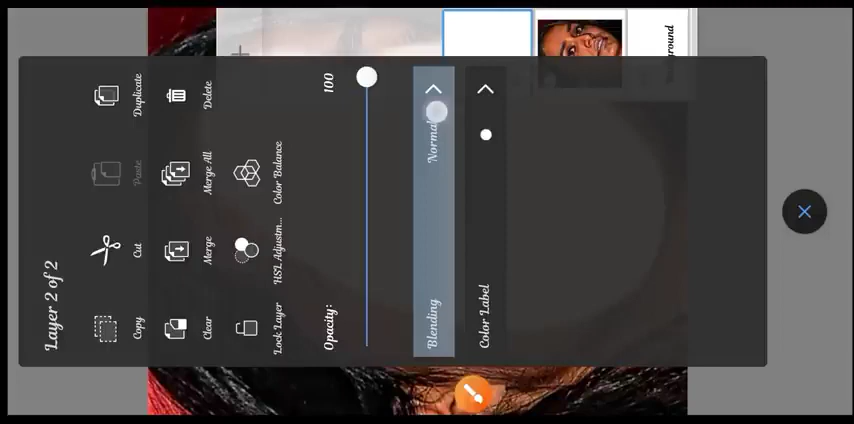 Layer 2 of 2
Copy
Cut
Paste
Duplicate
Clear
Merge
Merge All
Delete
Lock Layer
HSL Adjustm...
Color Balance
Opacity:
100
Blending
Normal
Color Label